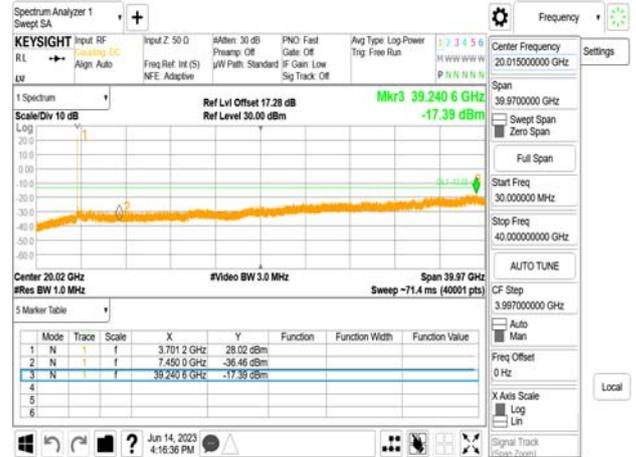 Spectrum Analyzer 1
Swept SA
Frequency
KEYSIGHT
Input: RF
Coupling: DC
Align: Auto
Input Z: 50 Ω
Freq Ref: Int (S)
NFE: Adaptive
#Atten: 30 dB
Preamp: Off
µW Path: Standard
PNO: Fast
Gate: Off
IF Gain: Low
Sig Track: Off
Avg Type: Log-Power
Trig: Free Run
1 2 3 4 5 6
M W W W W W
P N N N N N
RL
1 Spectrum
Scale/Div 10 dB
Ref Lvl Offset 17.28 dB
Ref Level 30.00 dBm
Mkr3 39.240 6 GHz
-17.39 dBm
Log
20.0
10.0
0.00
-10.0
-20.0
-30.0
-40.0
-50.0
-60.0
1
2
Center 20.02 GHz
#Res BW 1.0 MHz
#Video BW 3.0 MHz
Span 39.97 GHz
Sweep ~71.4 ms (40001 pts)
5 Marker Table
Mode Trace Scale X Y Function Function Width Function Value
1 N 1 f 3.701 2 GHz 28.02 dBm
2 N 1 f 7.450 0 GHz -36.46 dBm
3 N 1 f 39.240 6 GHz -17.39 dBm
4
5
6
Jun 14, 2023
4:16:36 PM
Center Frequency
20.015000000 GHz
Settings
Span
39.9700000 GHz
Swept Span
Zero Span
Full Span
Start Freq
30.000000 MHz
Stop Freq
40.000000000 GHz
AUTO TUNE
CF Step
3.997000000 GHz
Auto
Man
Freq Offset
0 Hz
X Axis Scale
Log
Lin
Signal Track
(Span Zoom)
Local